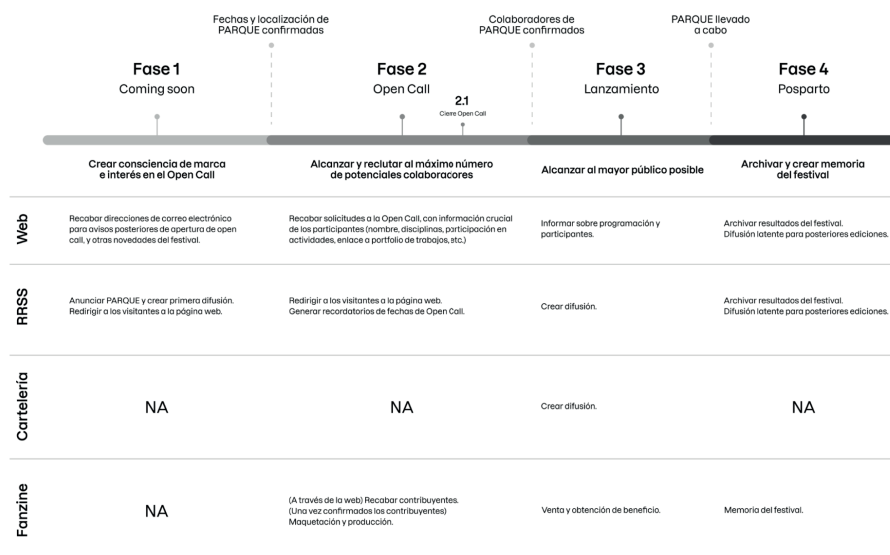 Fechas y localización de
PARQUE confirmadas
Colaboradores de
PARQUE confirmados
PARQUE llevado
a cabo
Fase 1
Coming soon
Fase 2
Open Call
2.1
Cierre Open Call
Fase 3
Lanzamiento
Fase 4
Posparto
Crear consciencia de marca
e interés en el Open Call
Alcanzar y reclutar al máximo número
de potenciales colaboradores
Alcanzar al mayor público posible
Archivar y crear memoria
del festival
Web
Recabar direcciones de correo electrónico
para avisos posteriores de apertura de open
call, y otras novedades del festival.
Recabar solicitudes a la Open Call, con información crucial
de los participantes (nombre, disciplinas, participación en
actividades, enlace a portfolio de trabajos, etc.)
Informar sobre programación y
participantes.
Archivar resultados del festival.
Difusión latente para posteriores ediciones.
RRSS
Anunciar PARQUE y crear primera difusión.
Redirigir a los visitantes a la página web.
Redirigir a los visitantes a la página web.
Generar recordatorios de fechas de Open Call.
Crear difusión.
Archivar resultados del festival.
Difusión latente para posteriores ediciones.
Cartelería
NA
NA
Crear difusión.
NA
Fanzine
NA
(A través de la web) Recabar contribuyentes.
(Una vez confirmados los contribuyentes)
Maquetación y producción.
Venta y obtención de beneficio.
Memoria del festival.